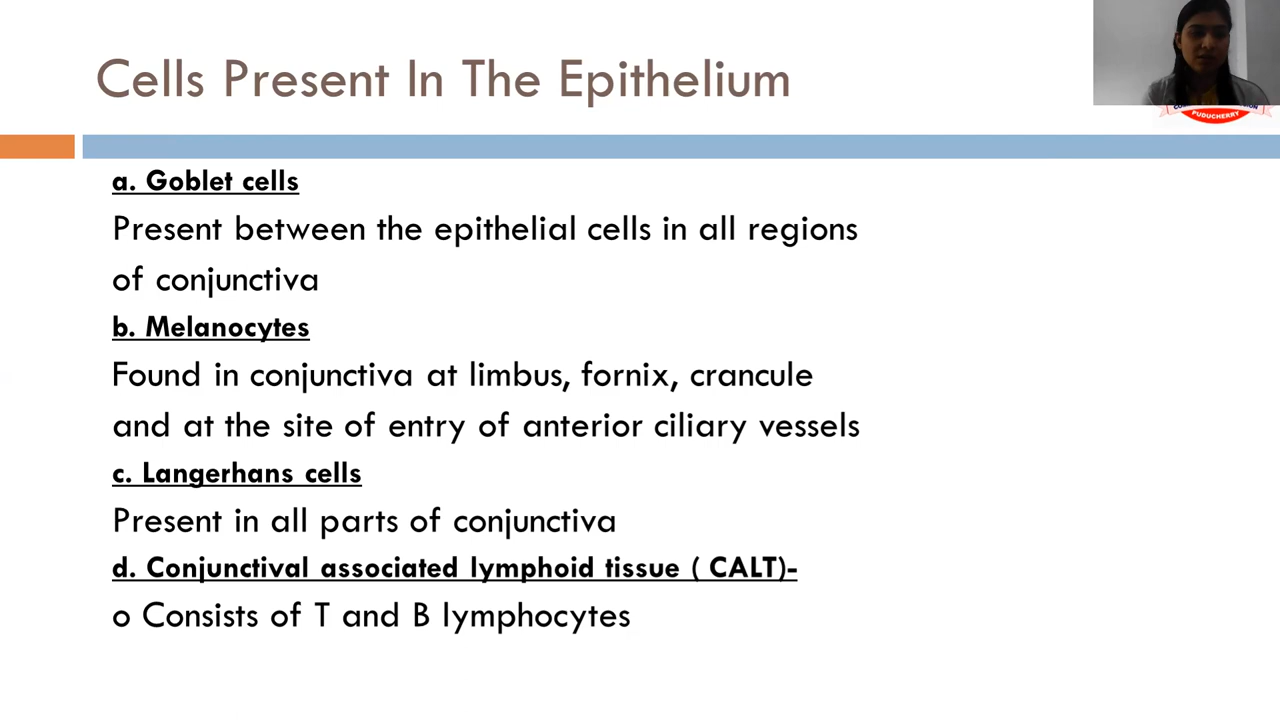 Cells Present In The Epithelium
PUDUCHERRY
a. Goblet cells
Present between the epithelial cells in all regions
of conjunctiva
b. Melanocytes
Found in conjunctiva at limbus, fornix, crancule
and at the site of entry of anterior ciliary vessels
c. Langerhans cells
Present in all parts of conjunctiva
d. Conjunctival associated lymphoid tissue ( CALT)-
o Consists of T and B lymphocytes